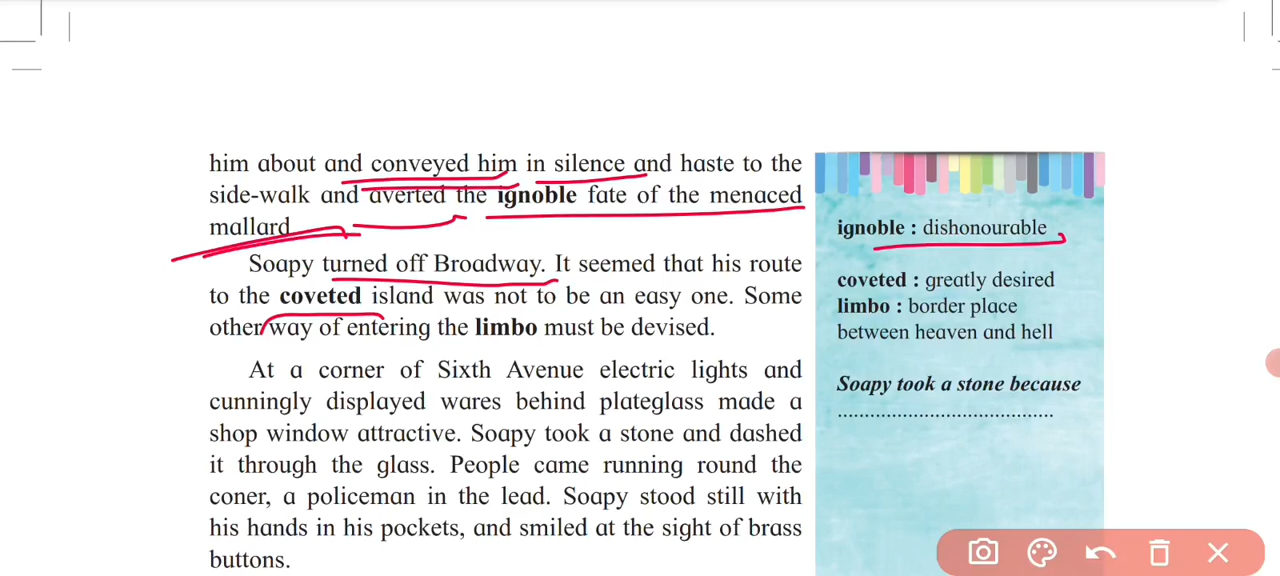 him about and conveyed him in silence and haste to the
side-walk and averted the ignoble fate of the menaced
mallard.
Soapy turned off Broadway. It seemed that his route
to the coveted island was not to be an easy one. Some
other way of entering the limbo must be devised.
At a corner of Sixth Avenue electric lights and
cunningly displayed wares behind plateglass made a
shop window attractive. Soapy took a stone and dashed
it through the glass. People came running round the
coner, a policeman in the lead. Soapy stood still with
his hands in his pockets, and smiled at the sight of brass
buttons.
ignoble : dishonourable
coveted : greatly desired
limbo : border place
between heaven and hell
Soapy took a stone because
........................................